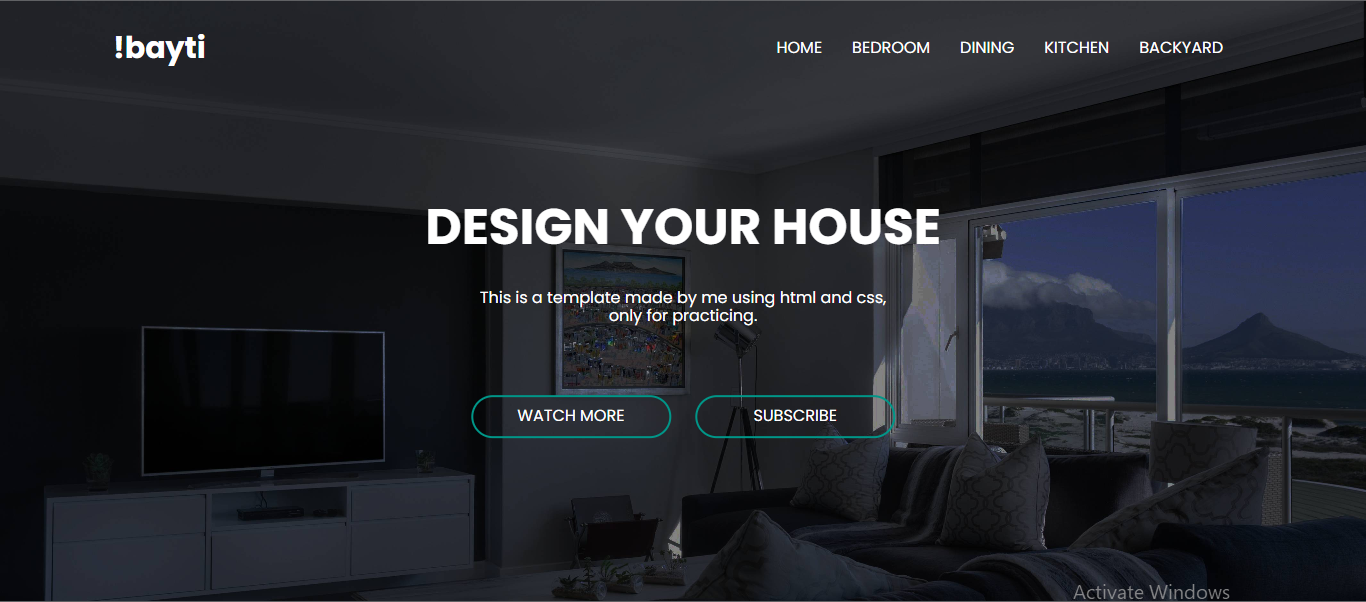 !bayti
HOME
BEDROOM
DINING
KITCHEN
BACKYARD
DESIGN YOUR HOUSE
This is a template made by me using html and css,
only for practicing.
WATCH MORE
SUBSCRIBE
Activate Windows